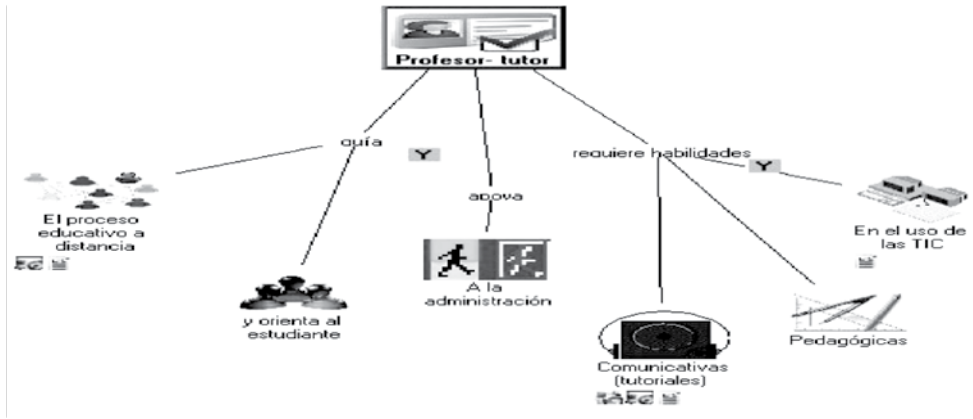 Profesor- tutor
guía
Y
requiere habilidades
Y
apoya
El proceso
educativo a
distancia
En el uso de
las TIC
A la
administración
y orienta al
estudiante
Pedagógicas
Comunicativas
(tutoriales)